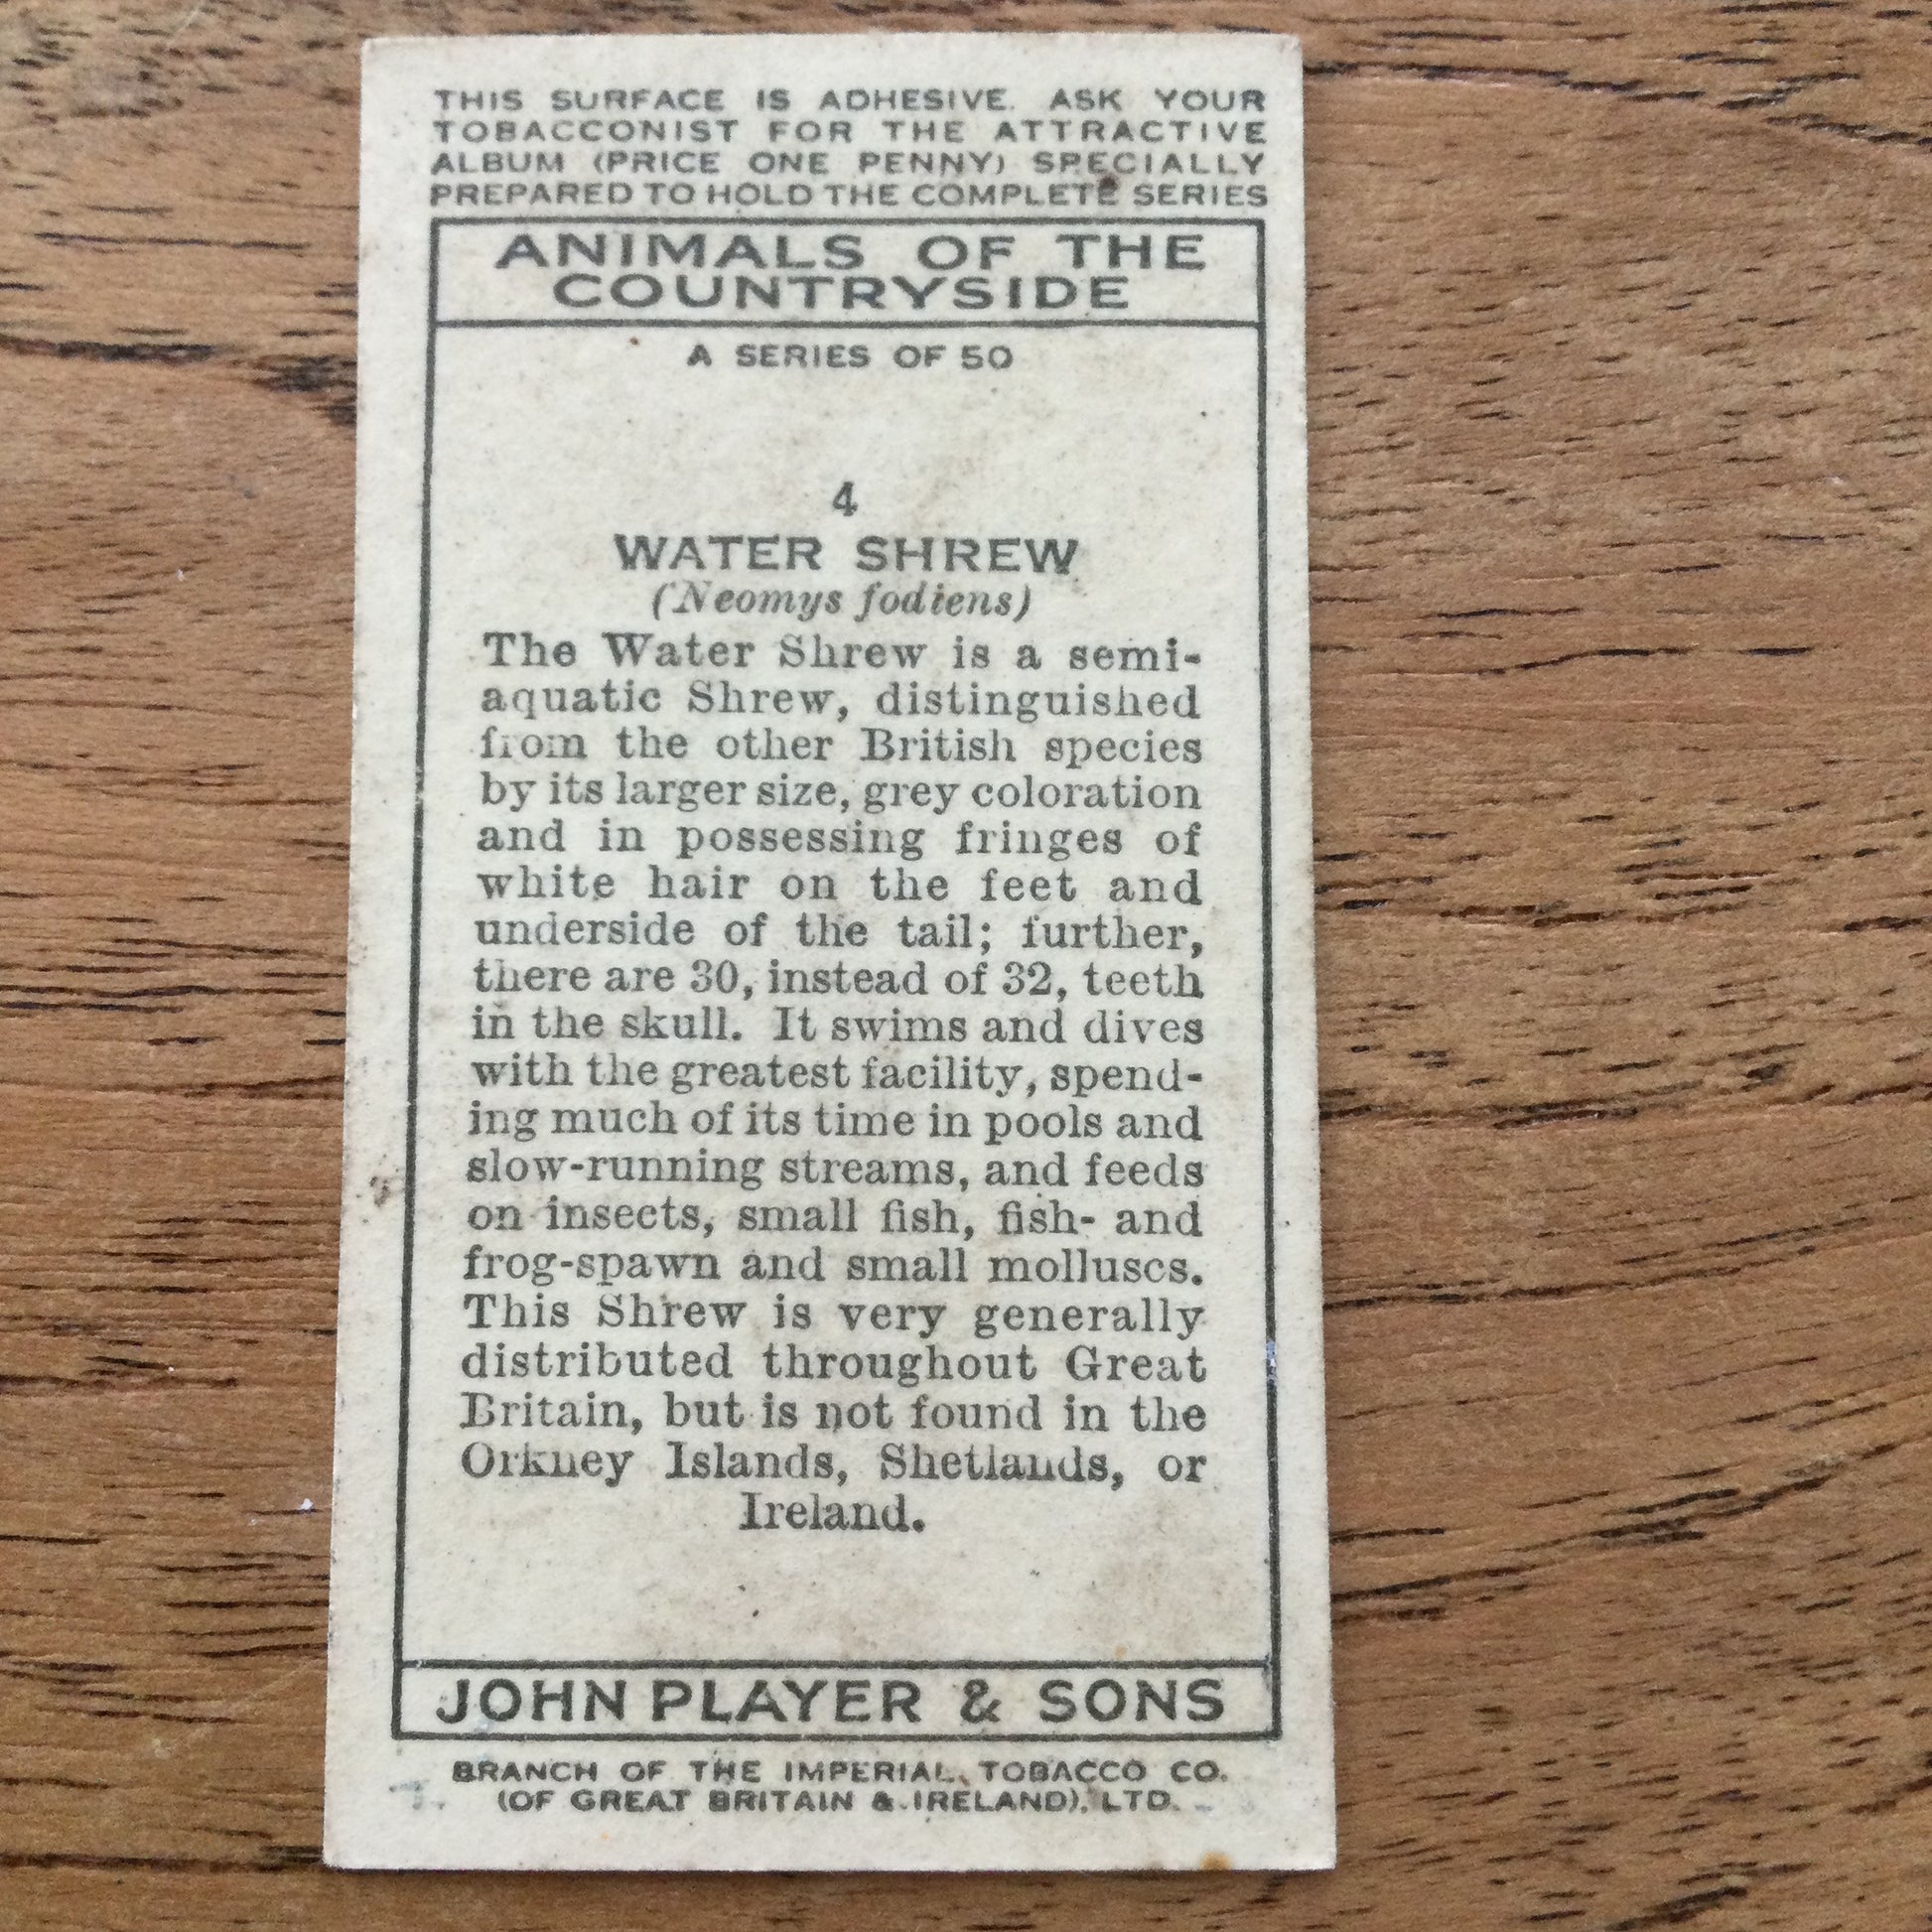 THIS SURFACE IS ADHESIVE. ASK YOUR
TOBACCONIST FOR THE ATTRACTIVE
ALBUM (PRICE ONE PENNY) SPECIALLY
PREPARED TO HOLD THE COMPLETE SERIES
ANIMALS OF THE
COUNTRYSIDE
A SERIES OF 50
4
WATER SHREW
(Neomys fodiens)
The Water Shrew is a semi-
aquatic Shrew, distinguished
from the other British species
by its larger size, grey coloration
and in possessing fringes of
white hair on the feet and
underside of the tail; further,
there are 30, instead of 32, teeth
in the skull. It swims and dives
with the greatest facility, spend-
ing much of its time in pools and
slow-running streams, and feeds
on insects, small fish, fish- and
frog-spawn and small molluscs.
This Shrew is very generally
distributed throughout Great
Britain, but is not found in the
Orkney Islands, Shetlands, or
Ireland.
JOHN PLAYER & SONS
BRANCH OF THE IMPERIAL TOBACCO CO.
(OF GREAT BRITAIN & IRELAND), LTD.